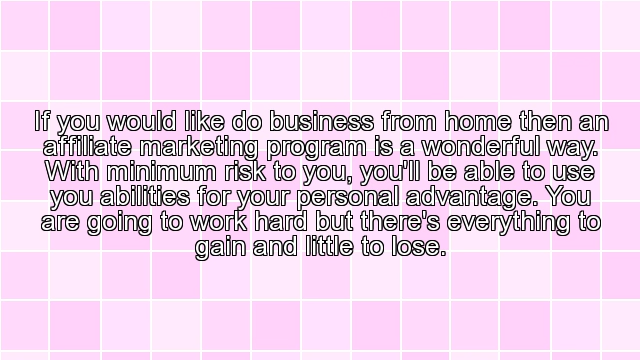 If you would like do business from home then an
affiliate marketing program is a wonderful way.
With minimum risk to you, you'll be able to use
you abilities for your personal advantage. You
are going to work hard but there's everything to
gain and little to lose.